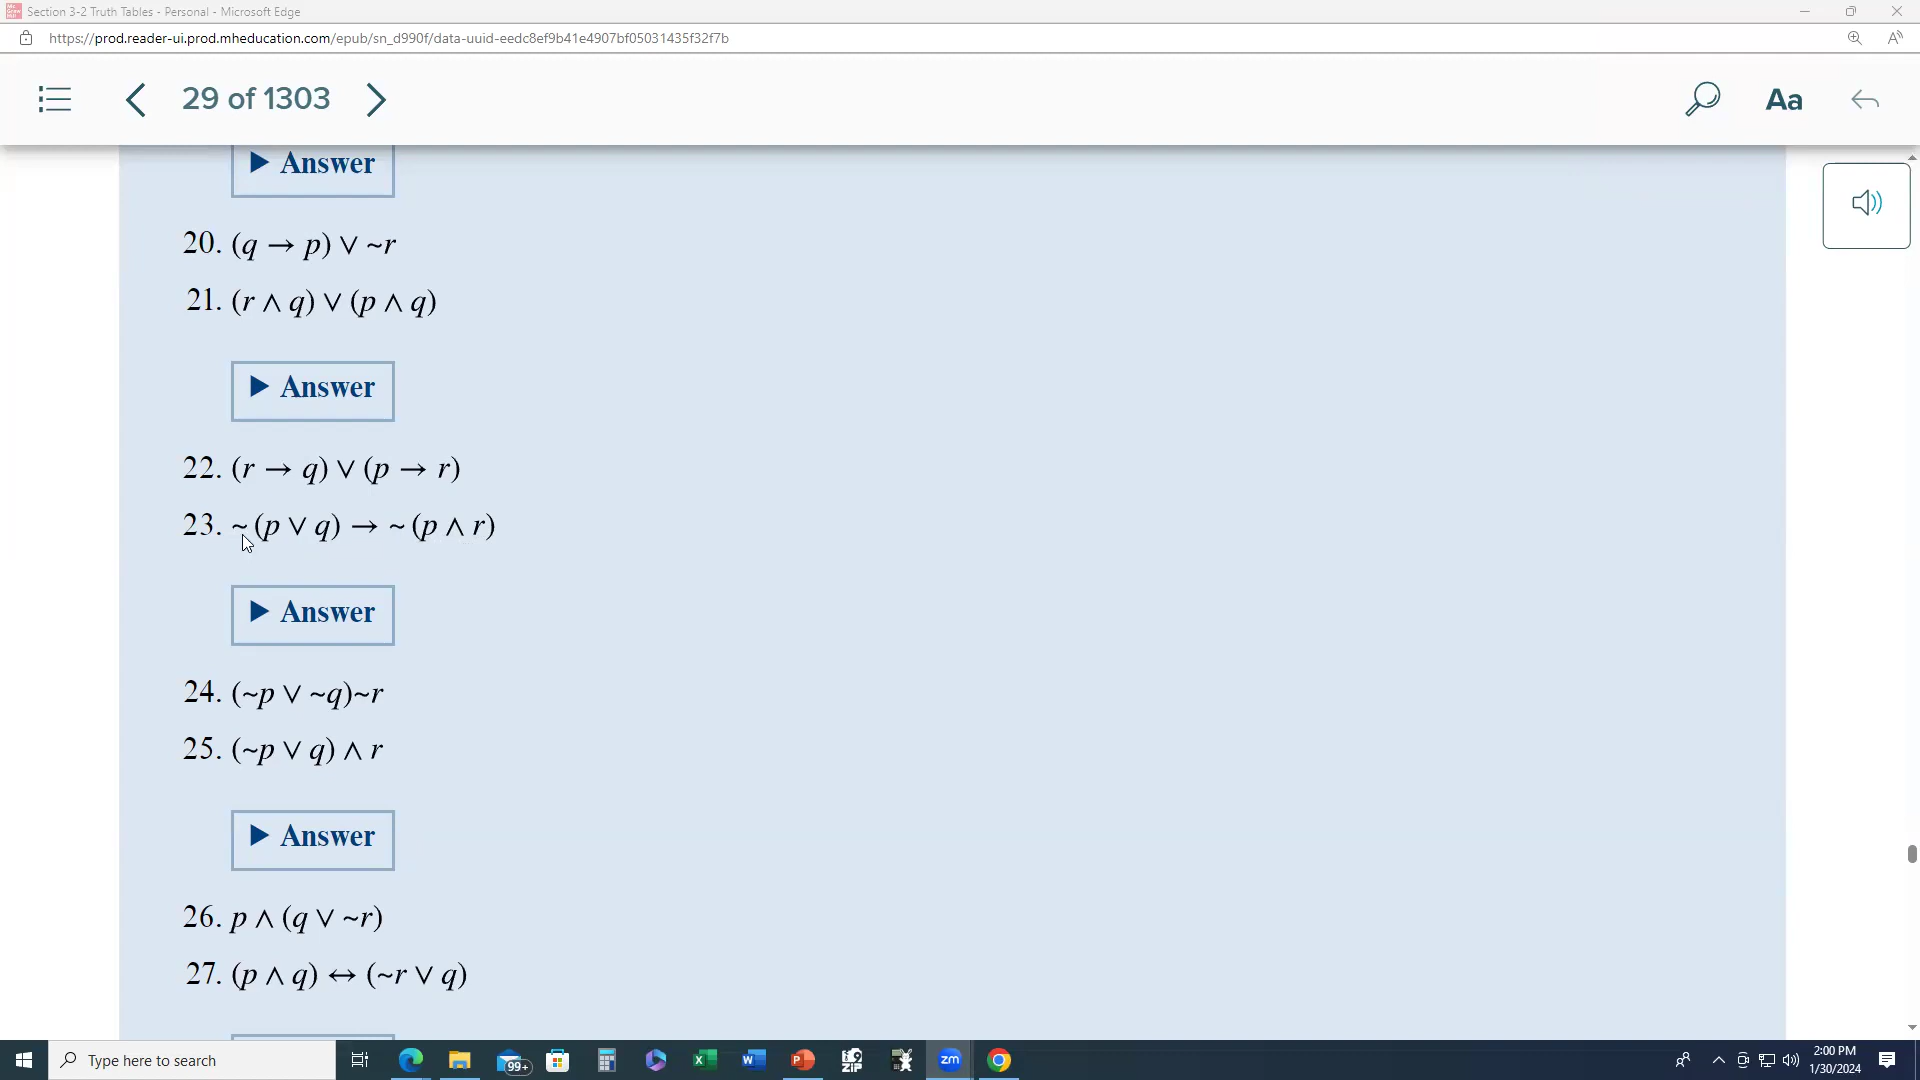 Section 3-2 Truth Tables - Personal - Microsoft Edge
https://prod.reader-ui.prod.mheducation.com/epub/sn_d990f/data-uuid-eedc8ef9b41e4907bf05031435f32f7b
29 of 1303
Aa
▶ Answer
20. (q → p) ∨ ~r
21. (r ∧ q) ∨ (p ∧ q)
▶ Answer
22. (r → q) ∨ (p → r)
23. ~ (p ∨ q) → ~ (p ∧ r)
▶ Answer
24. (~p ∨ ~q)~r
25. (~p ∨ q) ∧ r
▶ Answer
26. p ∧ (q ∨ ~r)
27. (p ∧ q) ↔ (~r ∨ q)
Type here to search
99+
zm
2:00 PM
1/30/2024